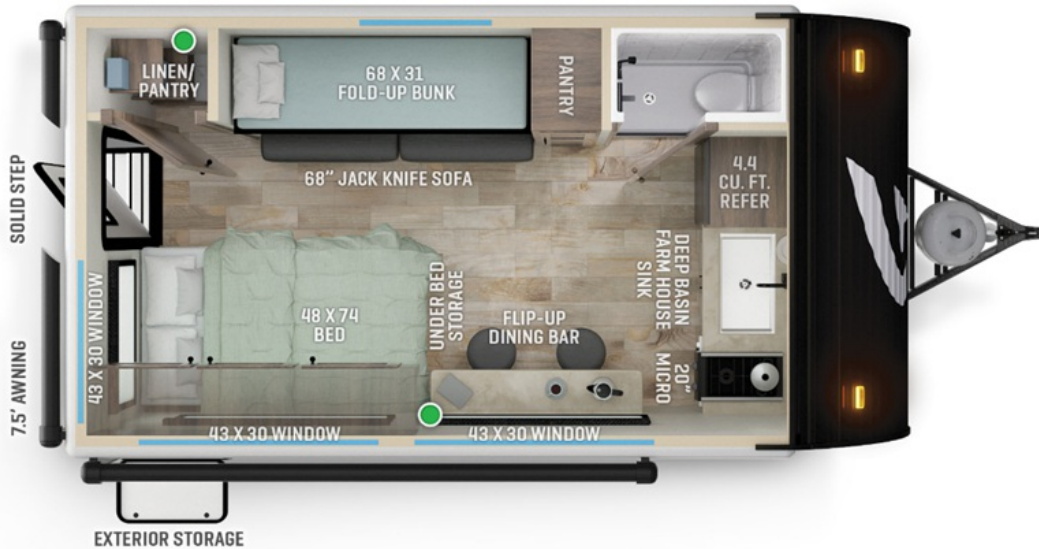 LINEN/
PANTRY
68 X 31
FOLD-UP BUNK
PANTRY
68" JACK KNIFE SOFA
4.4
CU. FT.
REFER
SOLID STEP
7.5' AWNING
43 X 30 WINDOW
48 X 74
BED
UNDER BED
STORAGE
FLIP-UP
DINING BAR
DEEP BASIN
FARM HOUSE
SINK
20"
MICRO
43 X 30 WINDOW
43 X 30 WINDOW
EXTERIOR STORAGE